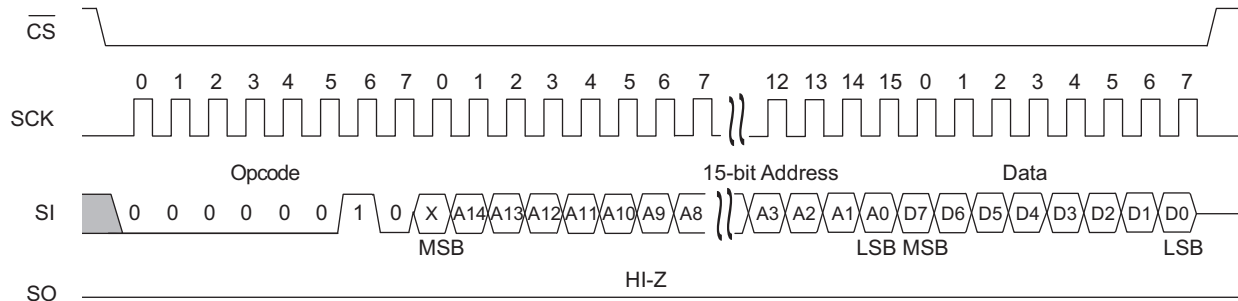 CS
0 1 2 3 4 5 6 7 0 1 2 3 4 5 6 7 12 13 14 15 0 1 2 3 4 5 6 7
SCK
Opcode 15-bit Address Data
SI 0 0 0 0 0 0 1 0 X A14 A13 A12 A11 A10 A9 A8 A3 A2 A1 A0 D7 D6 D5 D4 D3 D2 D1 D0
MSB LSB MSB LSB
HI-Z
SO